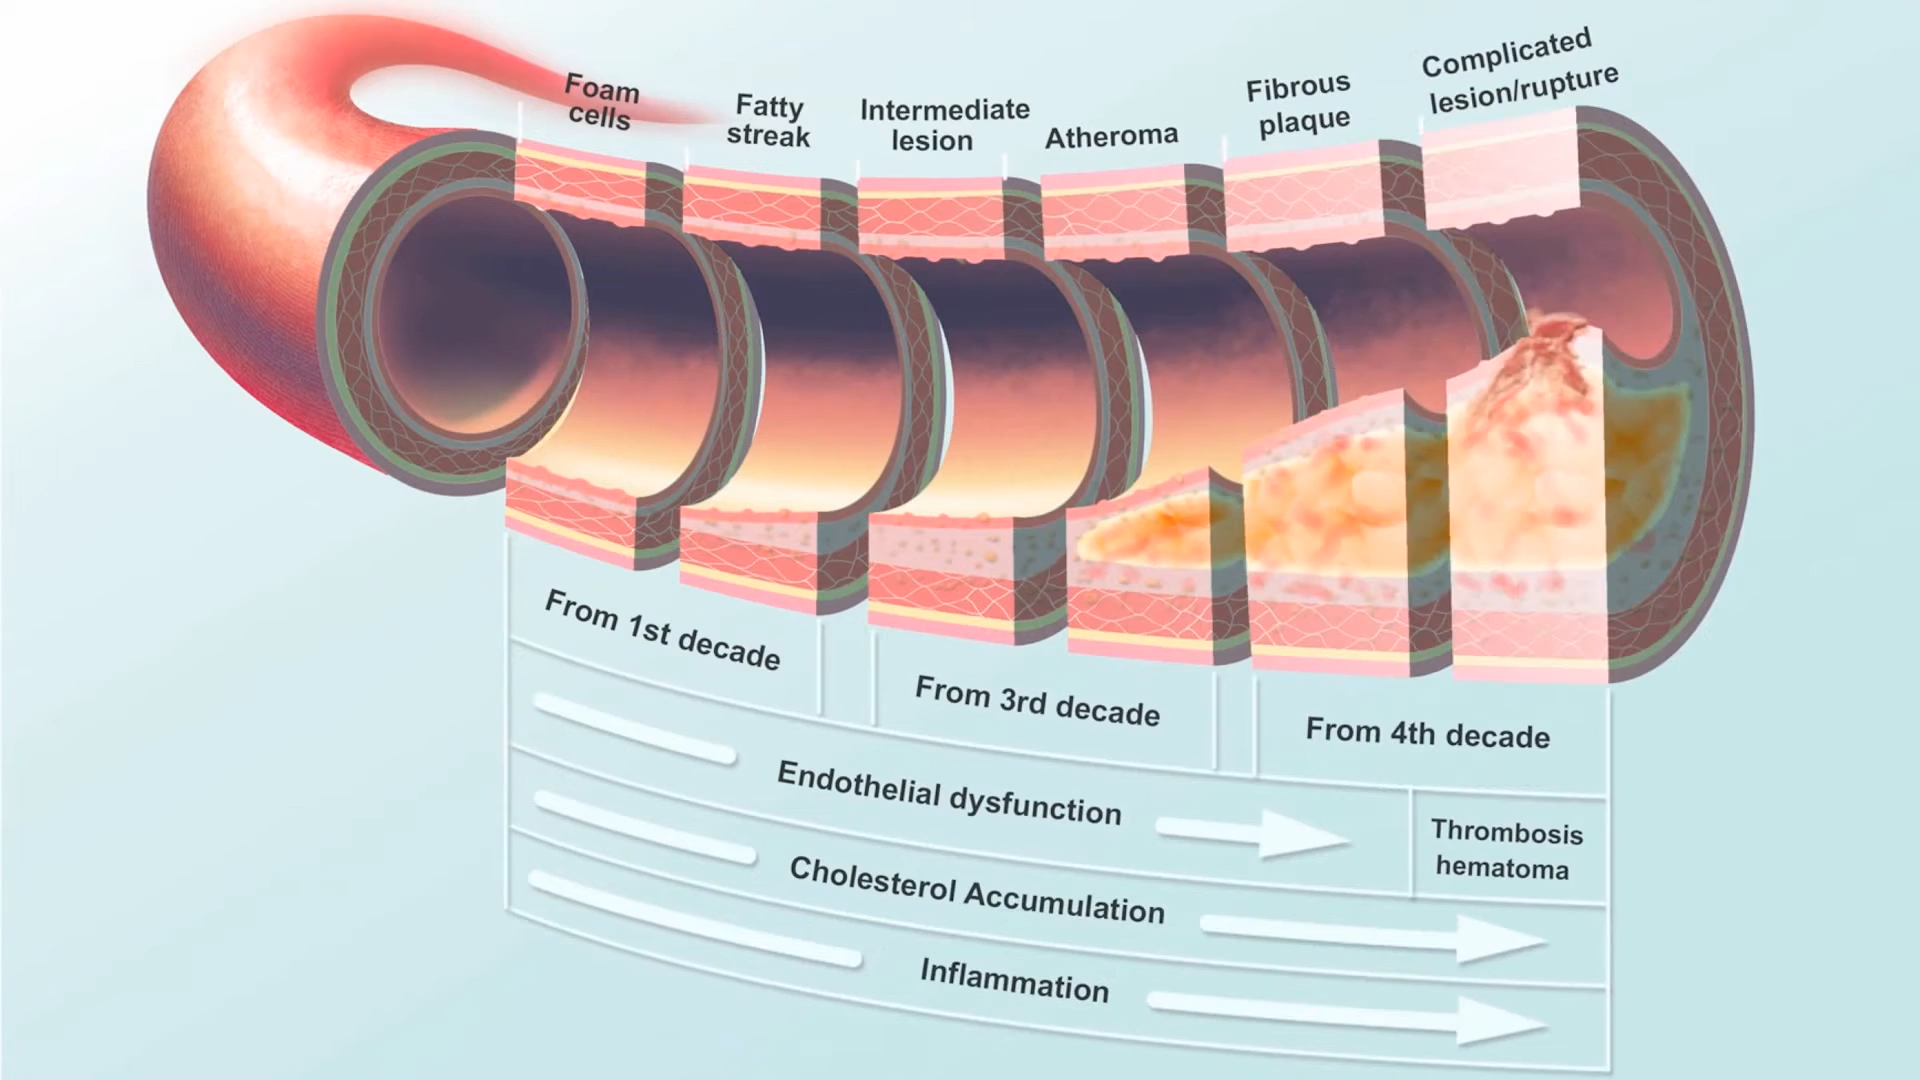 Foam
cells
Fatty
streak
Intermediate
lesion
Atheroma
Fibrous
plaque
Complicated
lesion/rupture
From 1st decade
From 3rd decade
From 4th decade
Endothelial dysfunction
Thrombosis
hematoma
Cholesterol Accumulation
Inflammation